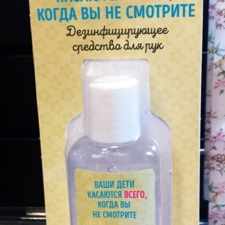 КОГДА ВЫ НЕ СМОТРИТЕ
Дезинфицирующее
средство для рук
ВАШИ ДЕТИ
КАСАЮТСЯ ВСЕГО,
КОГДА ВЫ
НЕ СМОТРИТЕ